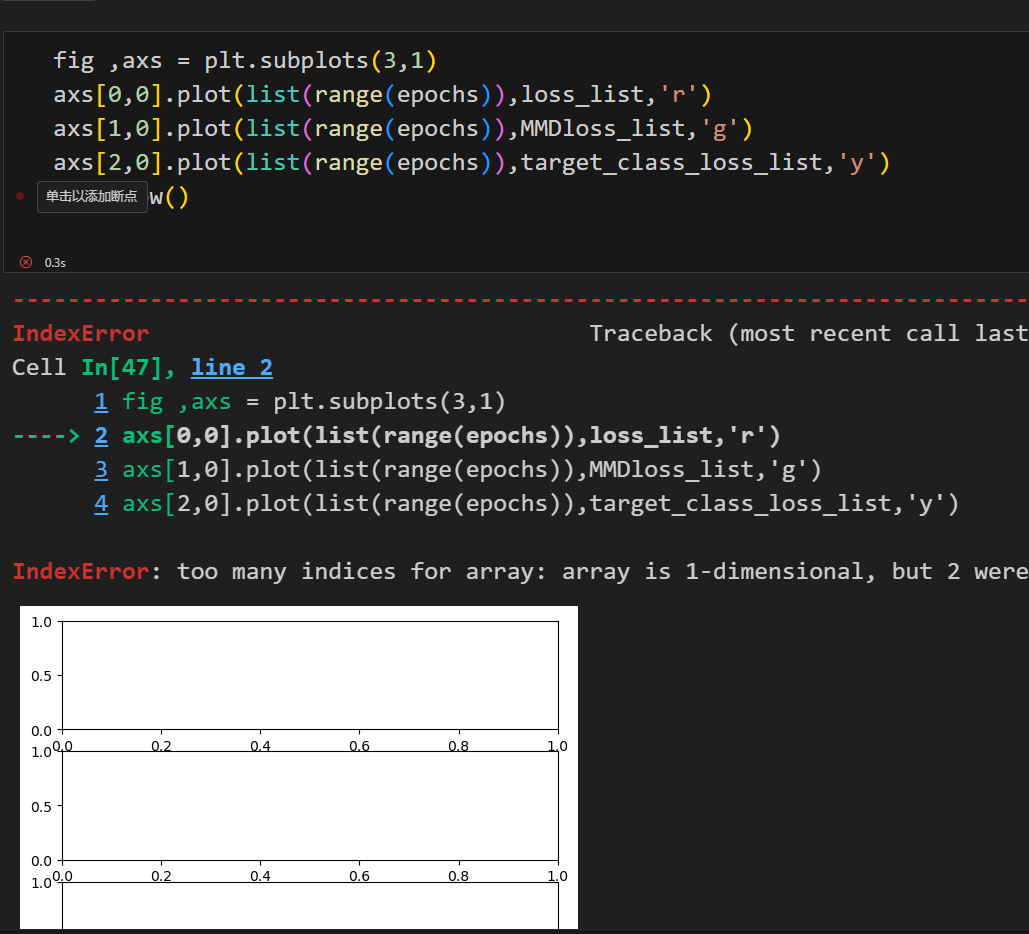 fig ,axs = plt.subplots(3,1)
axs[0,0].plot(list(range(epochs)),loss_list,'r')
axs[1,0].plot(list(range(epochs)),MMDloss_list,'g')
axs[2,0].plot(list(range(epochs)),target_class_loss_list,'y')
单击以添加断点 w()
0.3s
---------------------------------------------------------------------------
IndexError Traceback (most recent call last
Cell In[47], line 2
1 fig ,axs = plt.subplots(3,1)
----> 2 axs[0,0].plot(list(range(epochs)),loss_list,'r')
3 axs[1,0].plot(list(range(epochs)),MMDloss_list,'g')
4 axs[2,0].plot(list(range(epochs)),target_class_loss_list,'y')
IndexError: too many indices for array: array is 1-dimensional, but 2 were
1.0
0.5
0.0
0.0 0.2 0.4 0.6 0.8 1.0
1.0
0.5
0.0
0.0 0.2 0.4 0.6 0.8 1.0
1.0